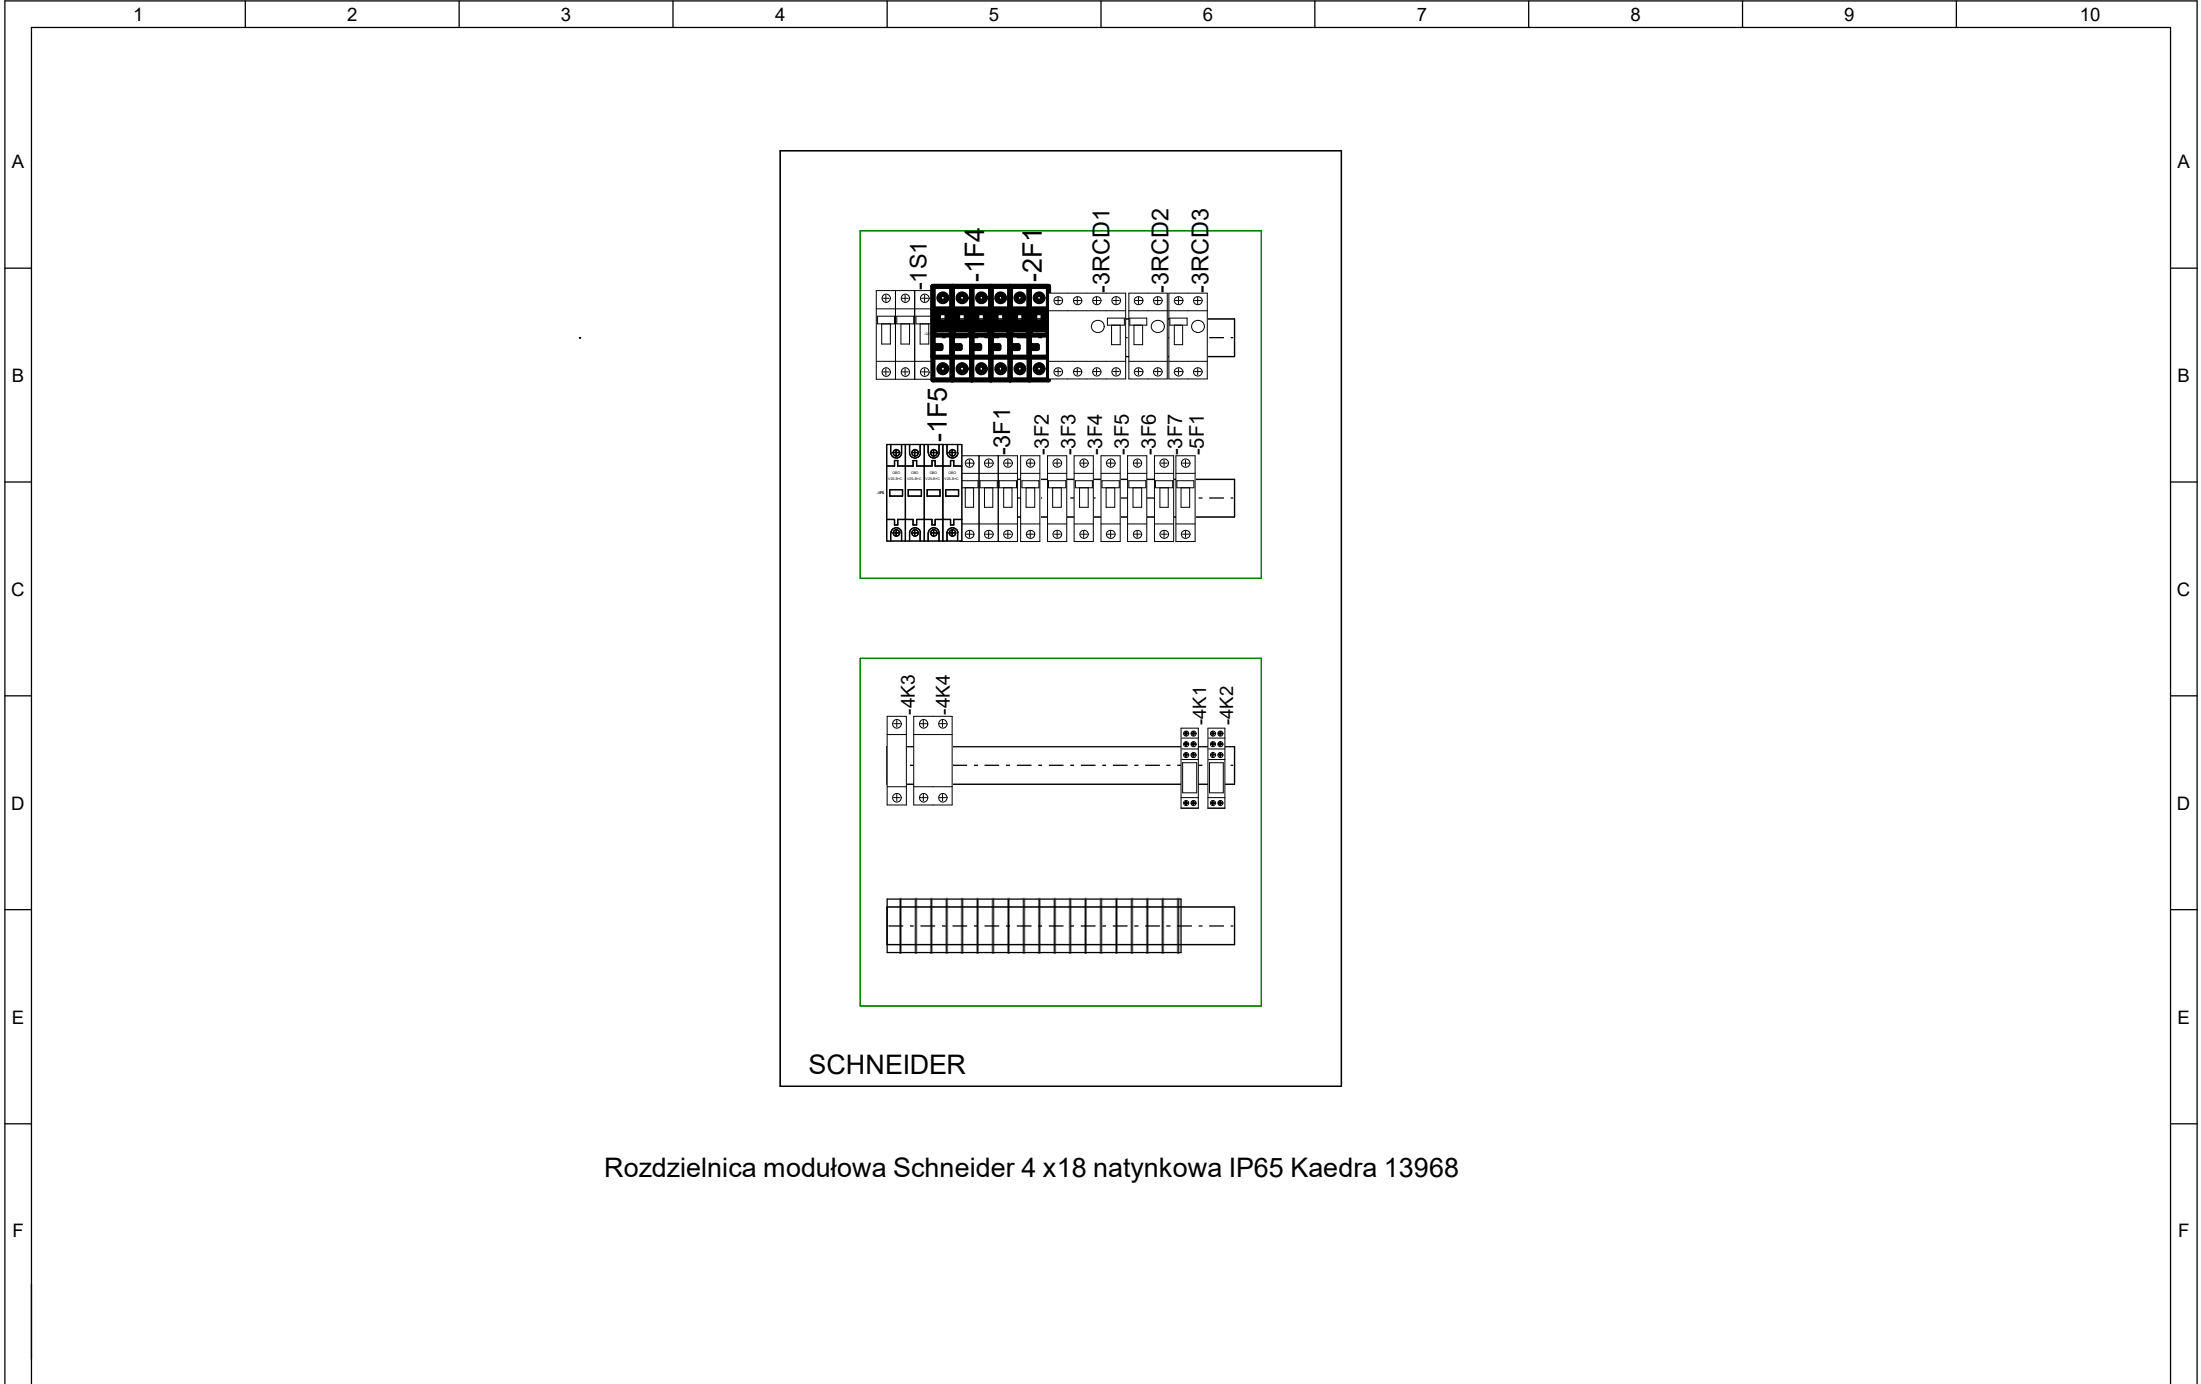 1 2 3 4 5 6 7 8 9 10
A A
-1S1 -1F4 -2F1 -3RCD1 -3RCD2 -3RCD3
B B
-1F5 -3F1 -3F2 -3F3 -3F4 -3F5 -3F6 -3F7 -5F1
C C
-4K3 -4K4 -4K1 -4K2
D D
E E
SCHNEIDER
Rozdzielnica modułowa Schneider 4 x18 natynkowa IP65 Kaedra 13968
F F